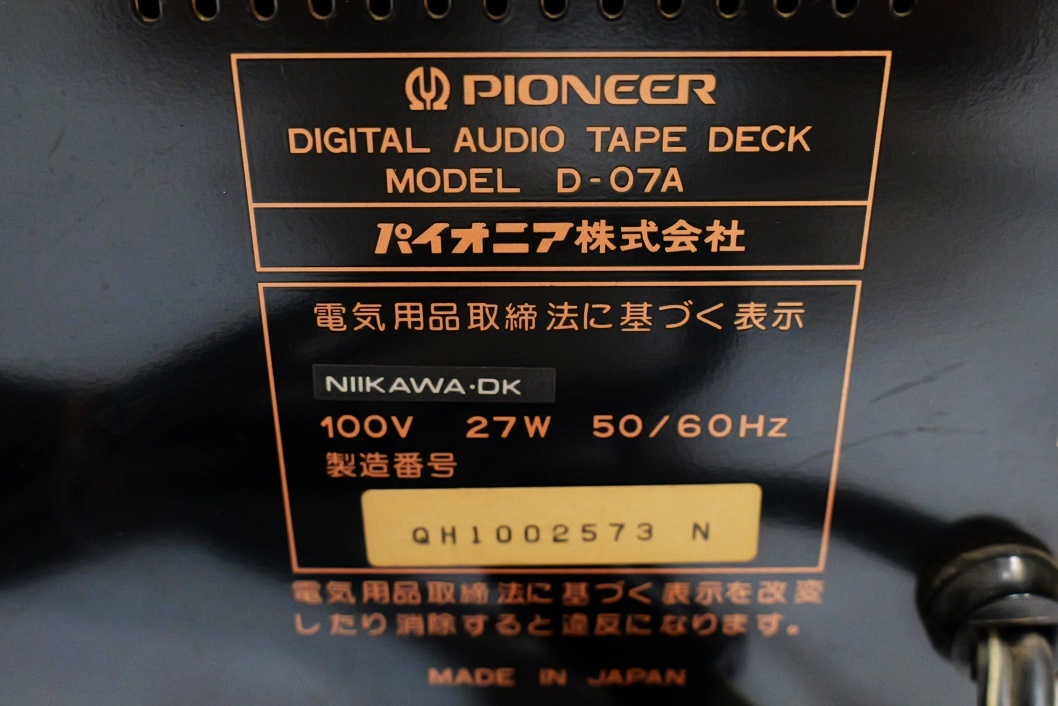 PIONEER
DIGITAL AUDIO TAPE DECK
MODEL D-07A
パイオニア株式会社
電気用品取締法に基づく表示
NIIKAWA·DK
100V 27W 50/60Hz
製造番号
QH1002573 N
電気用品取締法に基づく表示を改変
したり消除すると違反になります。
MADE IN JAPAN